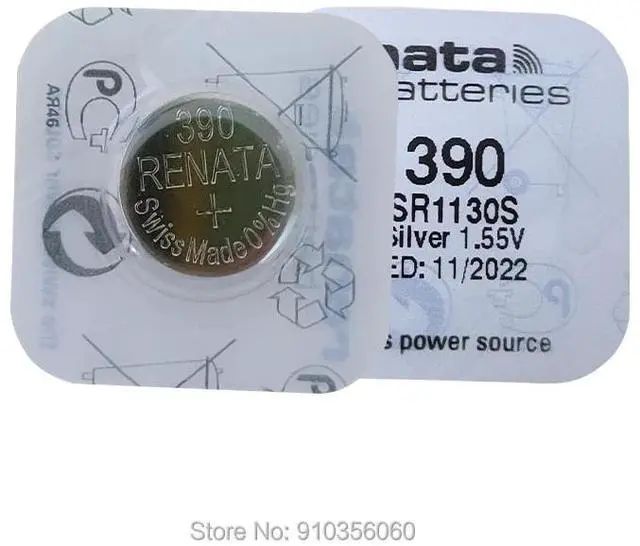 AR46
390
RENATA
+
Swiss Made 0% Hg
nata
atteries
390
SR1130S
Silver 1.55V
ED: 11/2022
s power source
Store No: 910356060